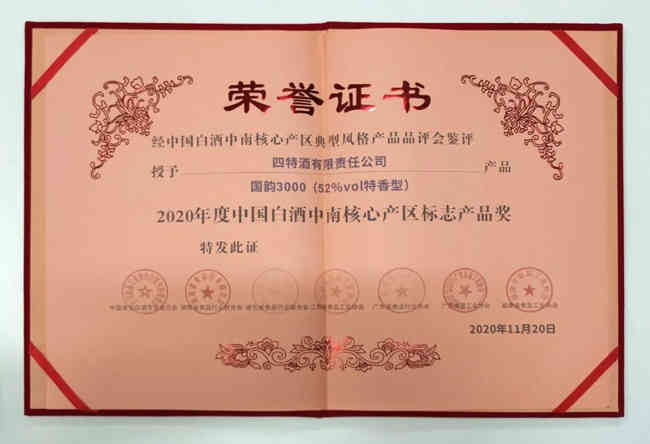 荣誉证书
经中国白酒中南核心产区典型风格产品品评会鉴评
授予 四特酒有限责任公司 产品
国韵3000（52%vol特香型）
2020年度中国白酒中南核心产区标志产品奖
特发此证
2020年11月20日